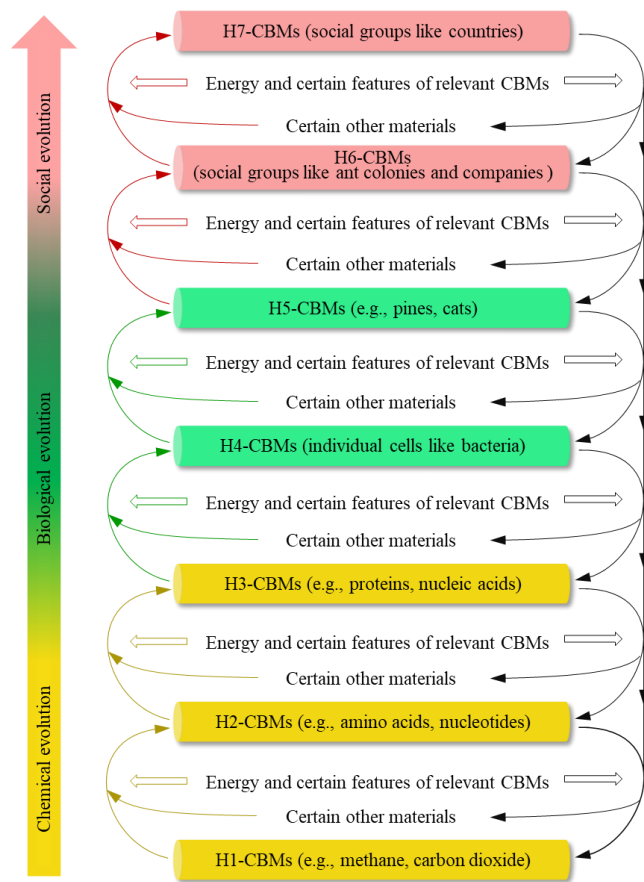 H7-CBMs (social groups like countries)
Energy and certain features of relevant CBMs
Certain other materials
H6-CBMs
(social groups like ant colonies and companies )
Energy and certain features of relevant CBMs
Certain other materials
H5-CBMs (e.g., pines, cats)
Energy and certain features of relevant CBMs
Certain other materials
H4-CBMs (individual cells like bacteria)
Energy and certain features of relevant CBMs
Certain other materials
H3-CBMs (e.g., proteins, nucleic acids)
Energy and certain features of relevant CBMs
Certain other materials
H2-CBMs (e.g., amino acids, nucleotides)
Energy and certain features of relevant CBMs
Certain other materials
H1-CBMs (e.g., methane, carbon dioxide)
Social evolution
Biological evolution
Chemical evolution